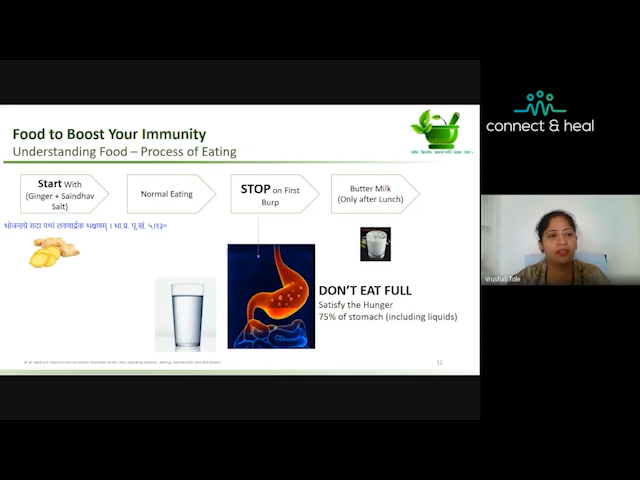 connect & heal
Food to Boost Your Immunity
Understanding Food – Process of Eating
Start With
(Ginger + Saindhav
Salt)
Normal Eating
STOP on First
Burp
Butter Milk
(Only after Lunch)
भोजनाग्रे सदा पथ्यं लवणार्द्रक भक्षणम् । भा.प्र. पू.खं. ५/१३०
DON'T EAT FULL
Satisfy the Hunger
75% of stomach (including liquids)
12
Vrushali Tole